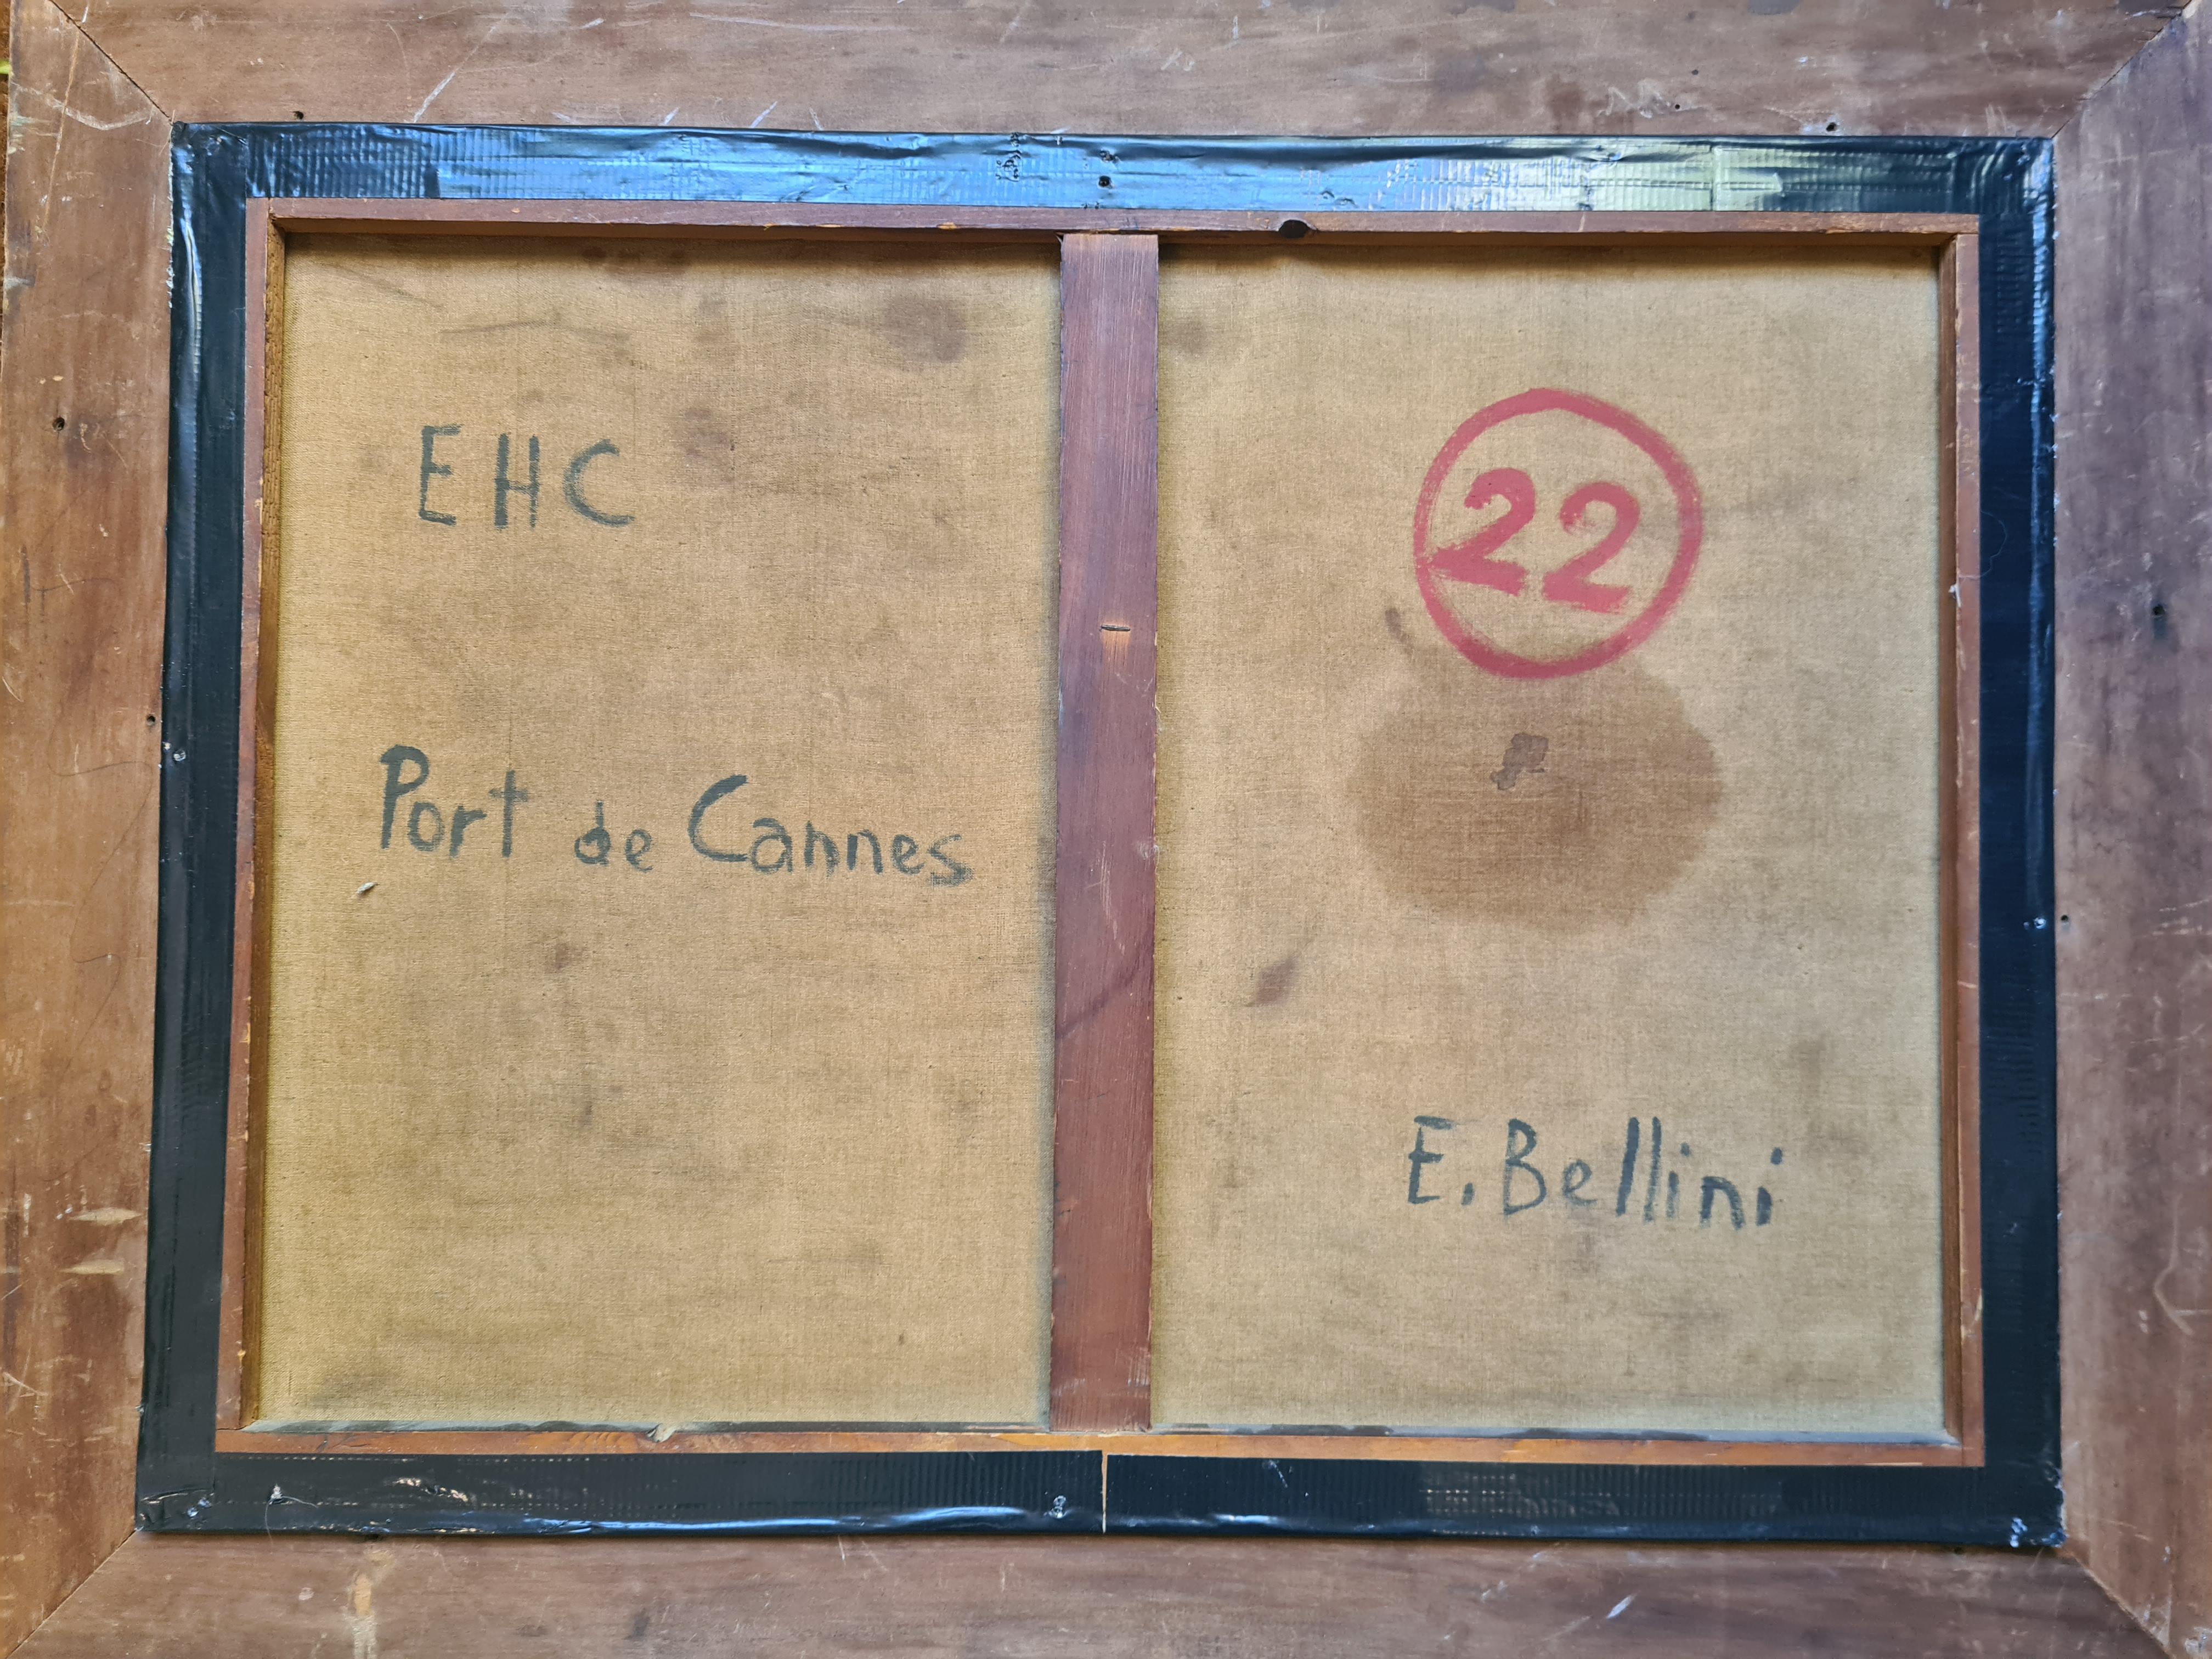 EHC
22
Port de Cannes
E. Bellini